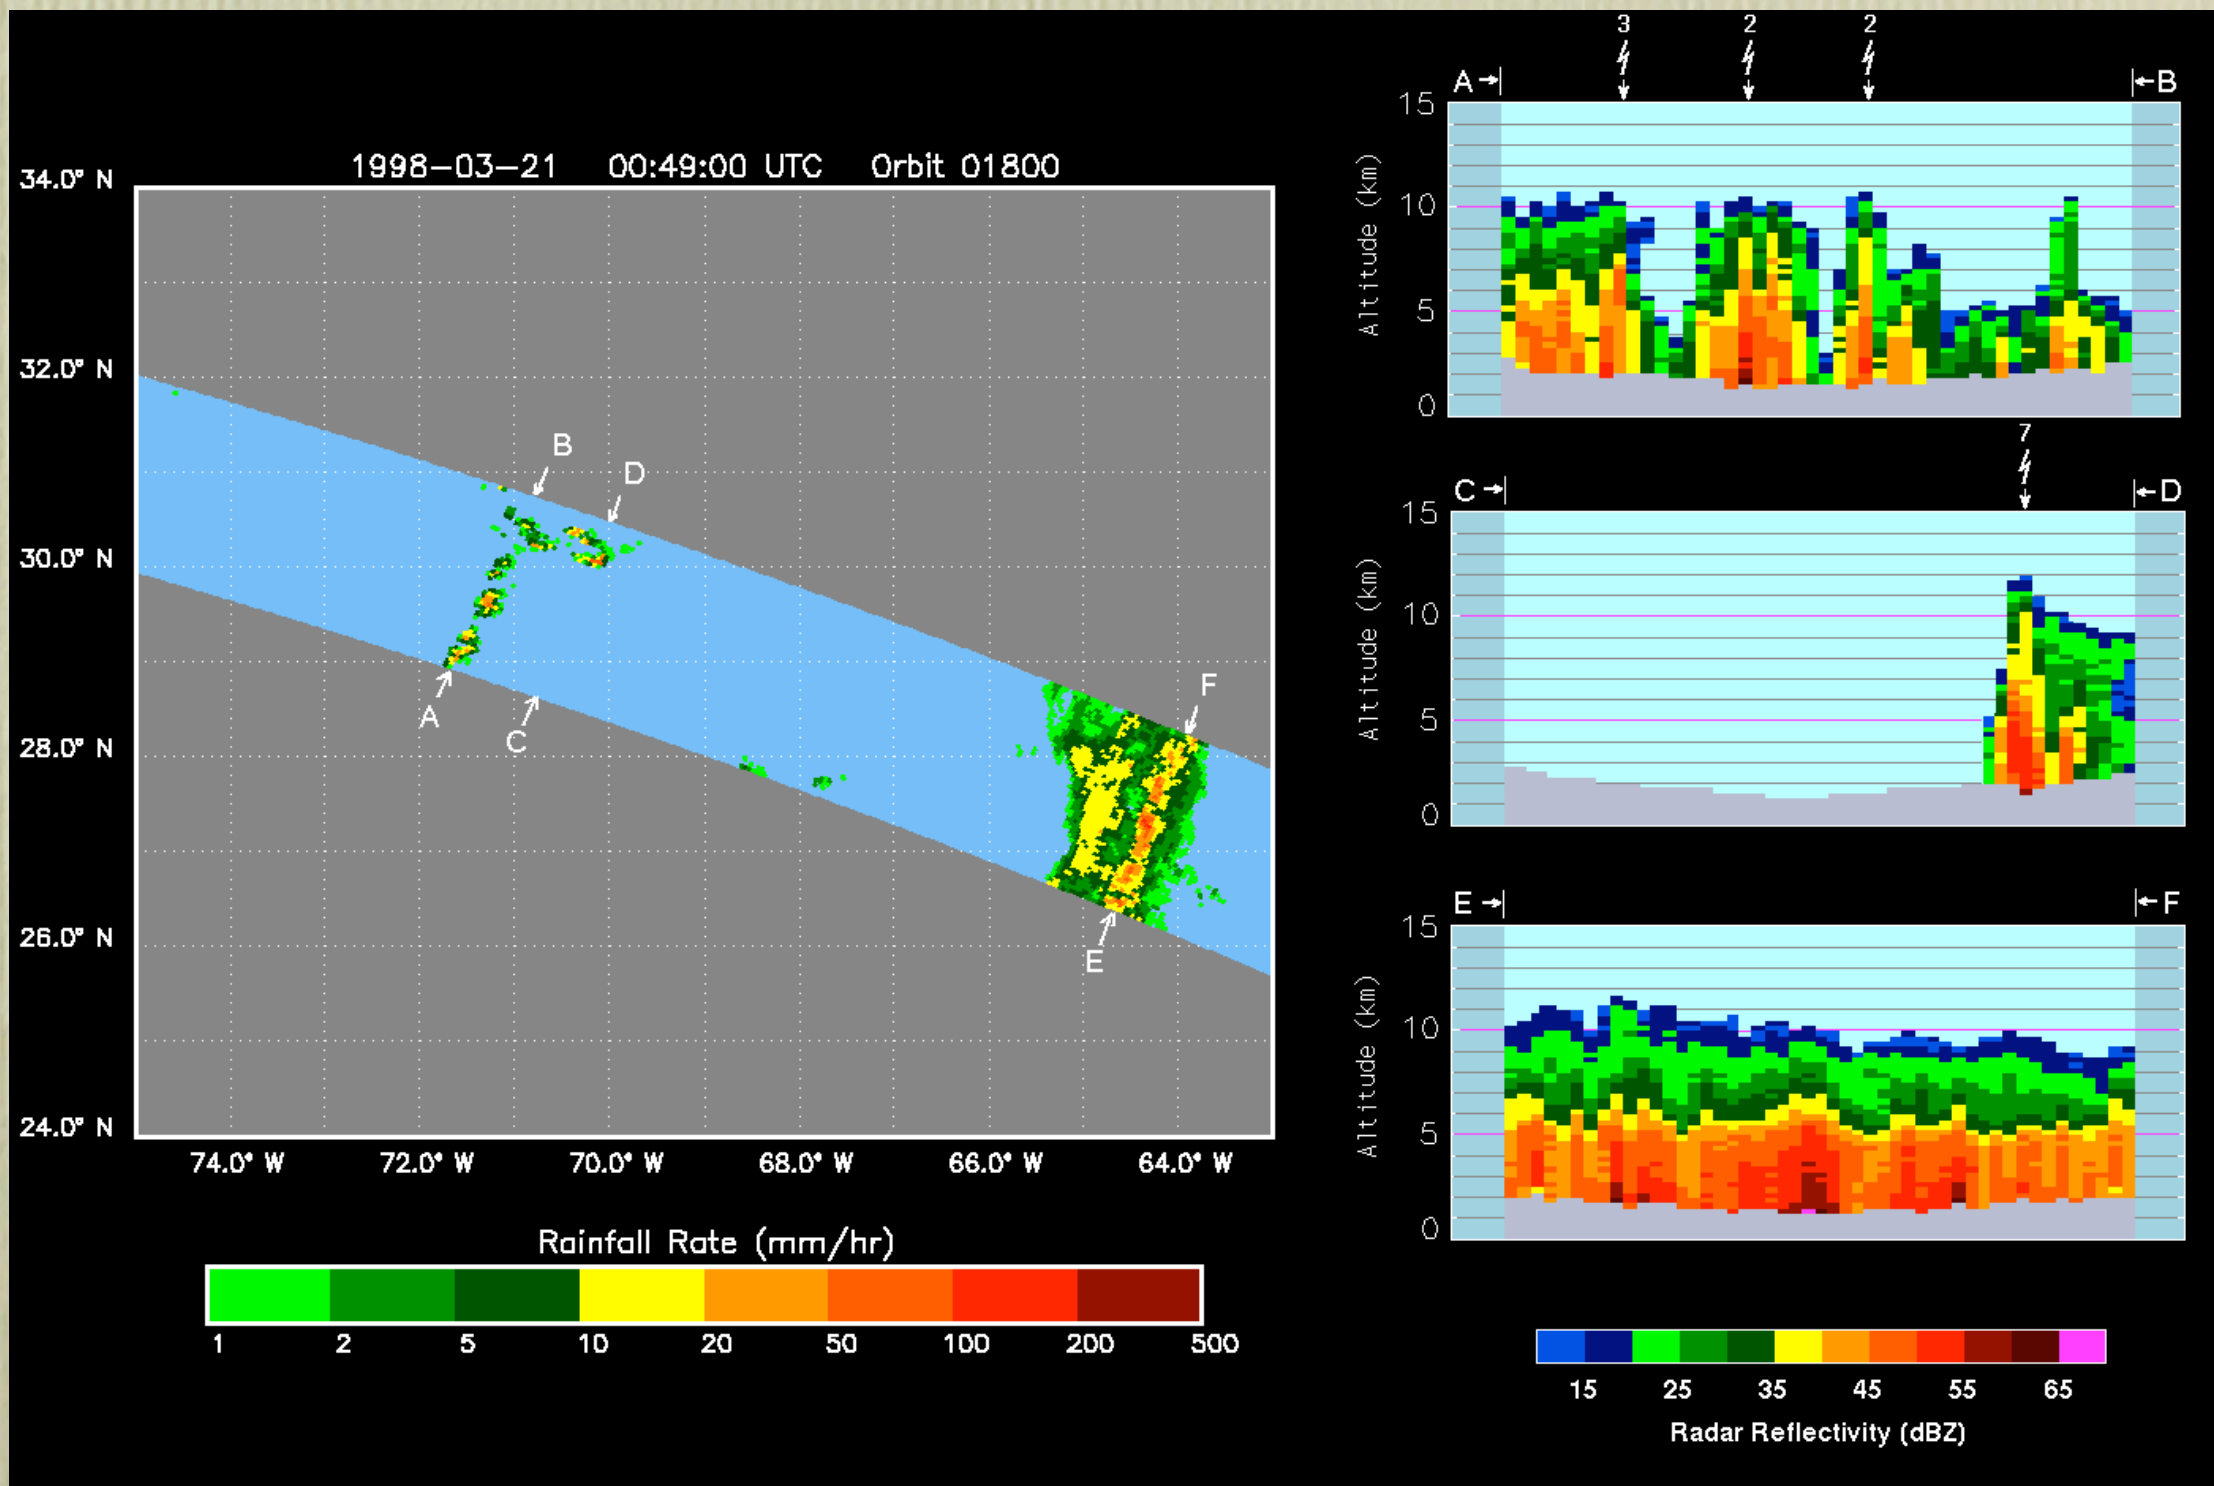 1998-03-21 00:49:00 UTC Orbit 01800
34.0° N
32.0° N
30.0° N
28.0° N
26.0° N
24.0° N
74.0° W 72.0° W 70.0° W 68.0° W 66.0° W 64.0° W
B
D
A
C
F
E
Rainfall Rate (mm/hr)
1 2 5 10 20 50 100 200 500
3 2 2
A B
15
10
5
0
Altitude (km)
7
C D
15
10
5
0
Altitude (km)
E F
15
10
5
0
Altitude (km)
15 25 35 45 55 65
Radar Reflectivity (dBZ)